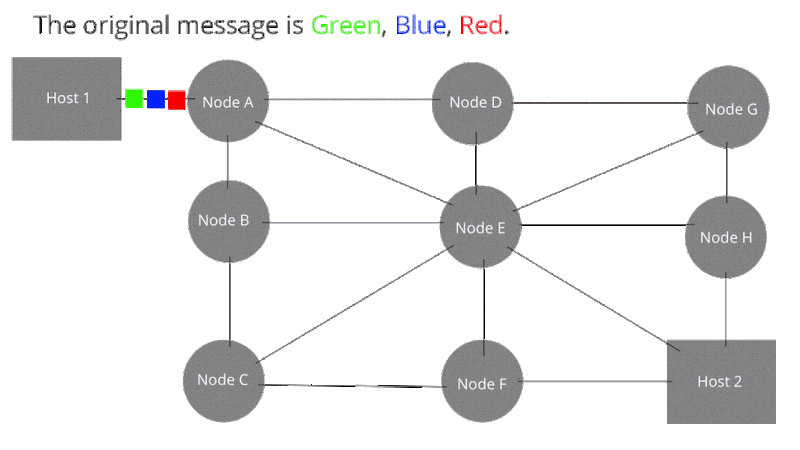 The original message is Green, Blue, Red.
Host 1
Node A
Node D
Node G
Node B
Node E
Node H
Node C
Node F
Host 2